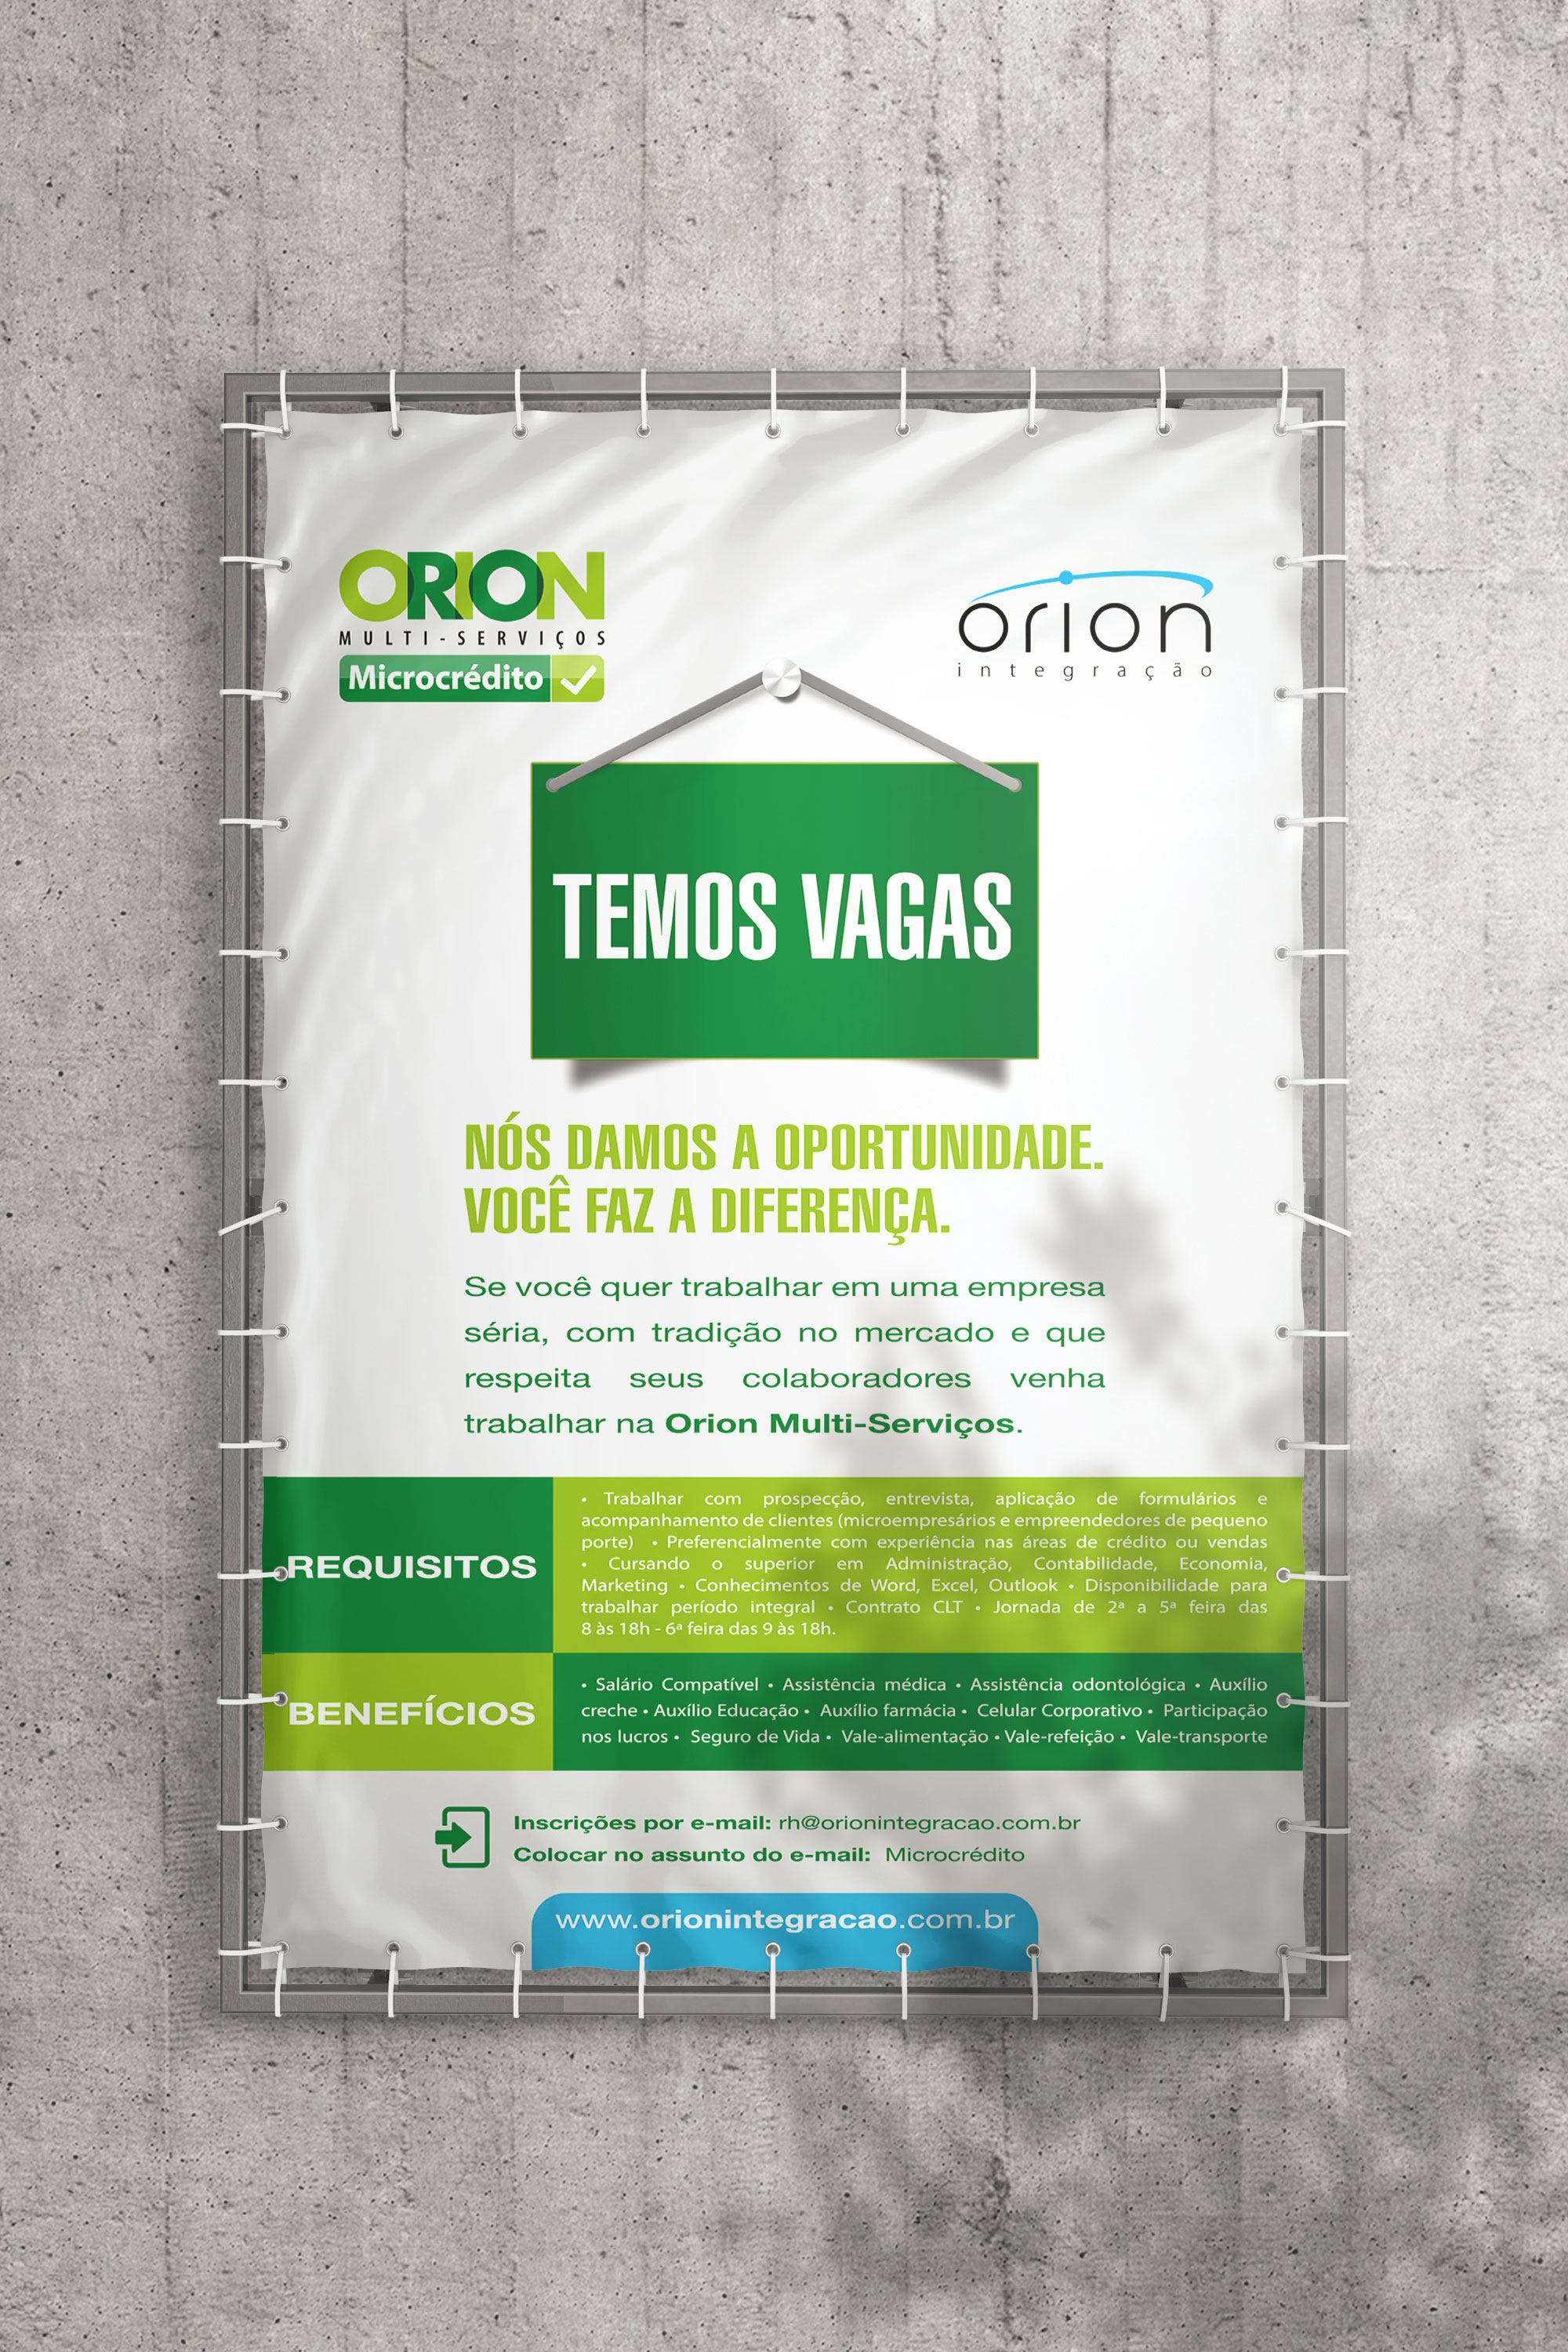 ORION
MULTI-SERVIÇOS
Microcrédito
orion
integração
TEMOS VAGAS
NÓS DAMOS A OPORTUNIDADE.
VOCÊ FAZ A DIFERENÇA.
Se você quer trabalhar em uma empresa
séria, com tradição no mercado e que
respeita seus colaboradores venha
trabalhar na Orion Multi-Serviços.
REQUISITOS
• Trabalhar com prospecção, entrevista, aplicação de formulários e
acompanhamento de clientes (microempresários e empreendedores de pequeno
porte) • Preferencialmente com experiência nas áreas de crédito ou vendas
• Cursando o superior em Administração, Contabilidade, Economia,
Marketing • Conhecimentos de Word, Excel, Outlook • Disponibilidade para
trabalhar período integral • Contrato CLT • Jornada de 2ª a 5ª feira das
8 às 18h - 6ª feira das 9 às 18h.
BENEFÍCIOS
• Salário Compatível • Assistência médica • Assistência odontológica • Auxílio
creche • Auxílio Educação • Auxílio farmácia • Celular Corporativo • Participação
nos lucros • Seguro de Vida • Vale-alimentação • Vale-refeição • Vale-transporte
Inscrições por e-mail: rh@orionintegracao.com.br
Colocar no assunto do e-mail: Microcrédito
www.orionintegracao.com.br